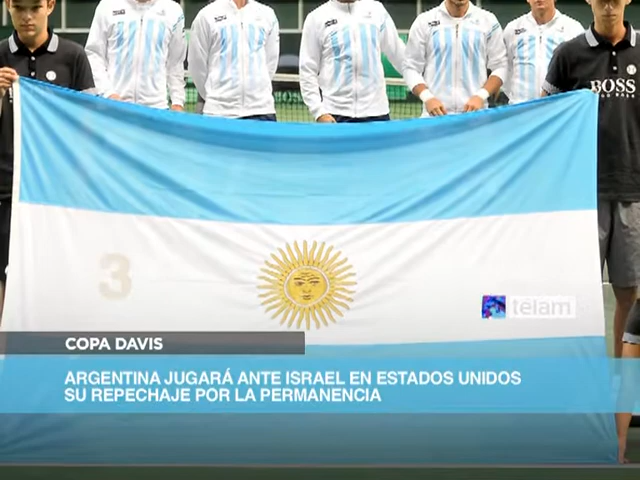 BOSS
3
télam
COPA DAVIS
ARGENTINA JUGARÁ ANTE ISRAEL EN ESTADOS UNIDOS
SU REPECHAJE POR LA PERMANENCIA